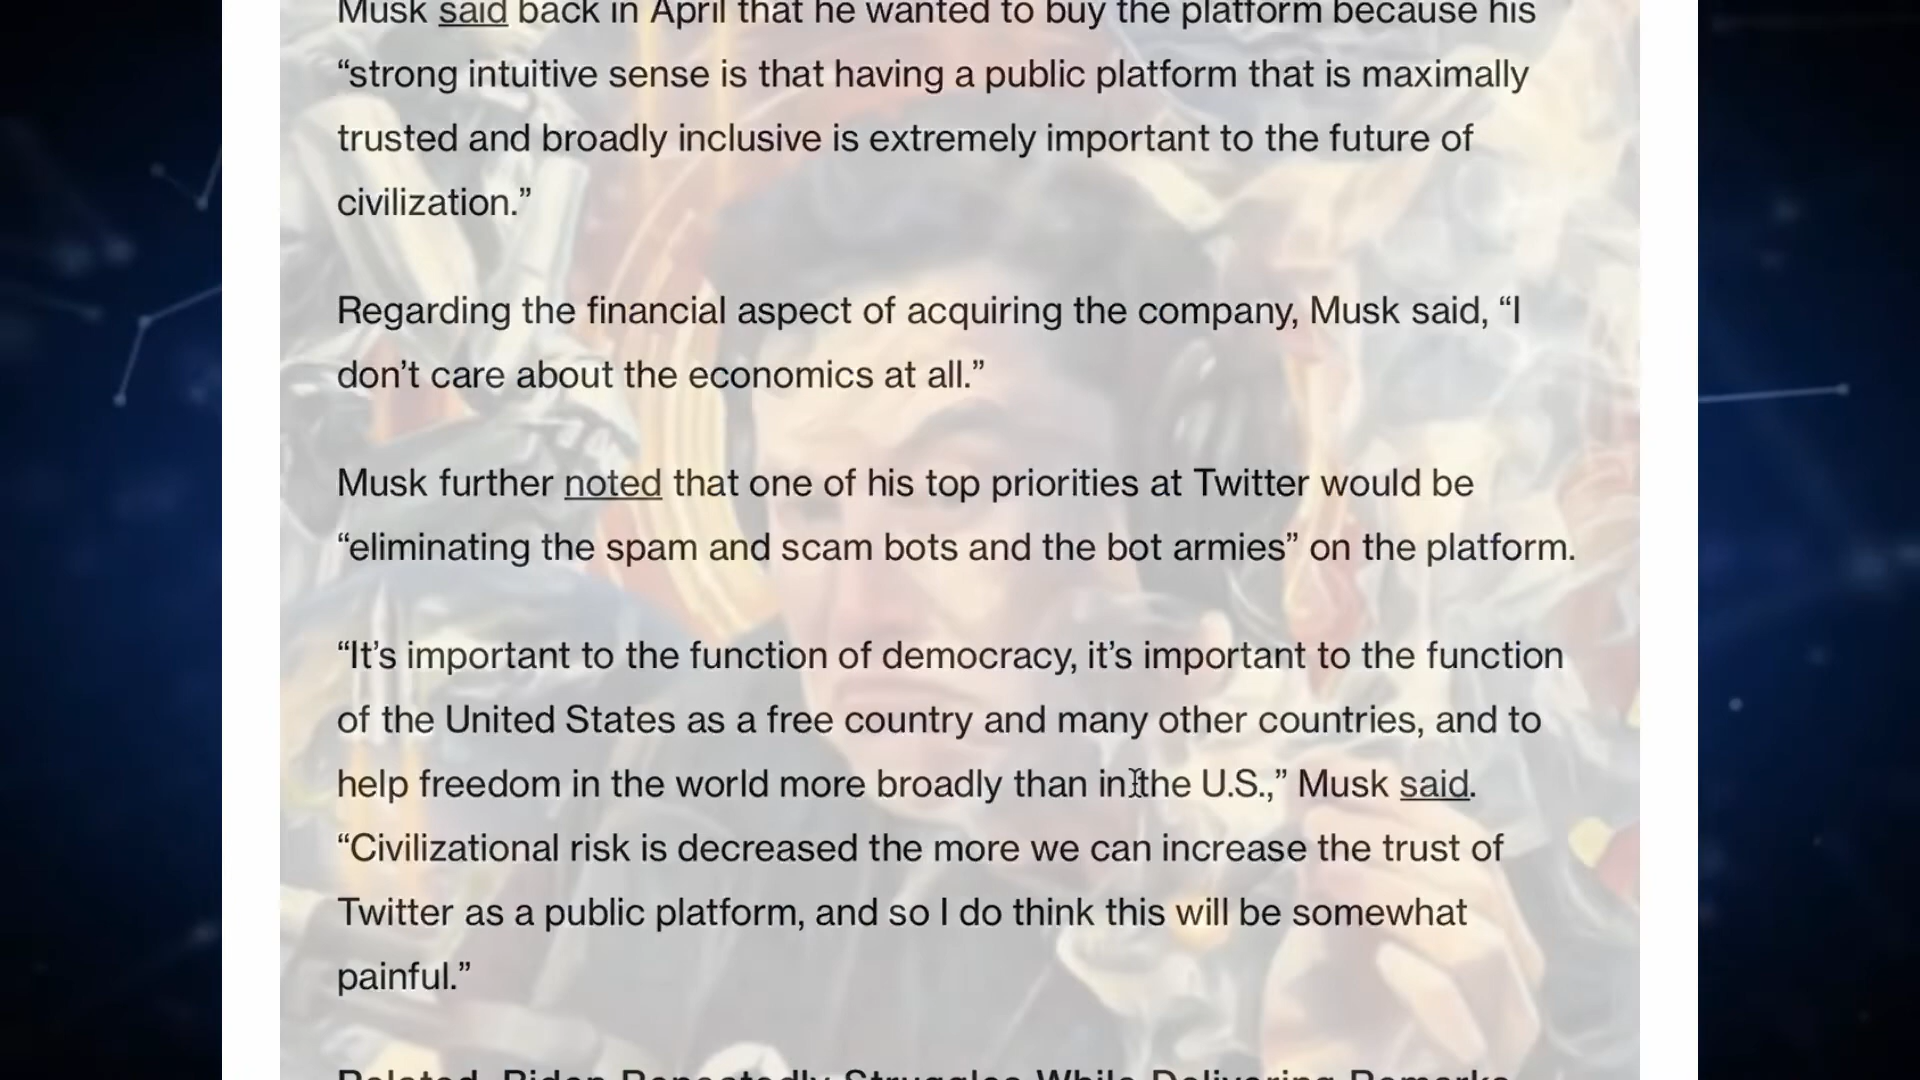 Musk said back in April that he wanted to buy the platform because his
“strong intuitive sense is that having a public platform that is maximally
trusted and broadly inclusive is extremely important to the future of
civilization.”
Regarding the financial aspect of acquiring the company, Musk said, “I
don’t care about the economics at all.”
Musk further noted that one of his top priorities at Twitter would be
“eliminating the spam and scam bots and the bot armies” on the platform.
“It’s important to the function of democracy, it’s important to the function
of the United States as a free country and many other countries, and to
help freedom in the world more broadly than in the U.S.,” Musk said.
“Civilizational risk is decreased the more we can increase the trust of
Twitter as a public platform, and so I do think this will be somewhat
painful.”
Related, Biden Repeatedly Struggles While Delivering Remarks